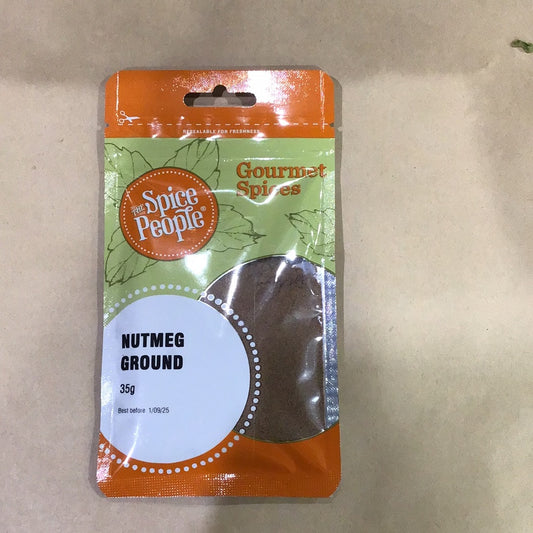 RESEALABLE FOR FRESHNESS
Gourmet
Spices
THE Spice
People®
NUTMEG
GROUND
35g
Best before 1/09/25